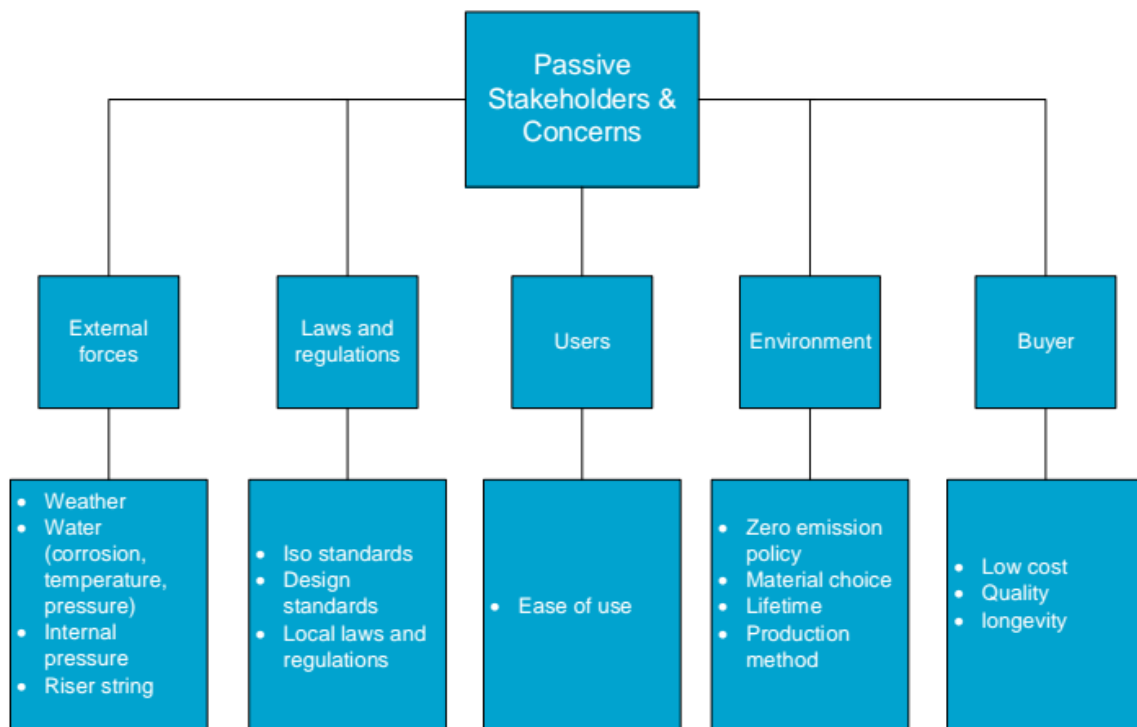 Passive
Stakeholders &
Concerns
External
forces
Laws and
regulations
Users
Environment
Buyer
• Weather
• Water
(corrosion,
temperature,
pressure)
• Internal
pressure
• Riser string
• Iso standards
• Design
standards
• Local laws and
regulations
• Ease of use
• Zero emission
policy
• Material choice
• Lifetime
• Production
method
• Low cost
• Quality
• longevity